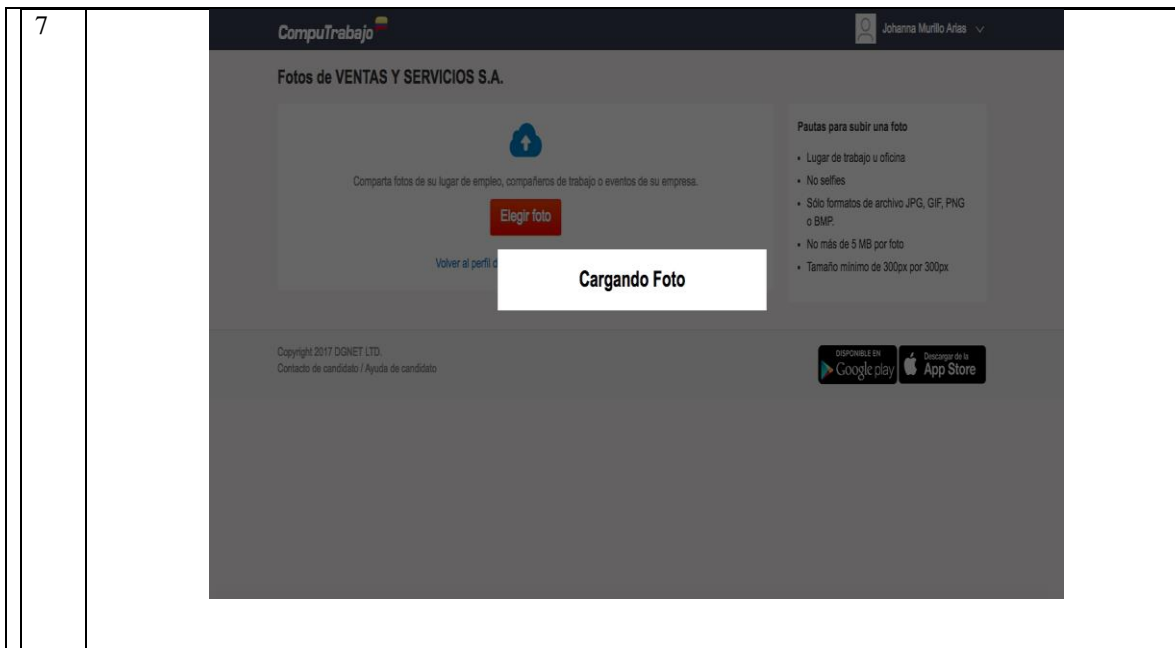 7
CompuTrabajo
Johanna Murillo Arias
Fotos de VENTAS Y SERVICIOS S.A.
Comparta fotos de su lugar de empleo, compañeros de trabajo o eventos de su empresa.
Elegir foto
Volver al perfil d
Cargando Foto
Pautas para subir una foto
• Lugar de trabajo u oficina
• No selfies
• Sólo formatos de archivo JPG, GIF, PNG
o BMP.
• No más de 5 MB por foto
• Tamaño mínimo de 300px por 300px
Copyright 2017 DGNET LTD.
Contacto de candidato / Ayuda de candidato
DISPONIBLE EN
Google play
Descargar de la
App Store